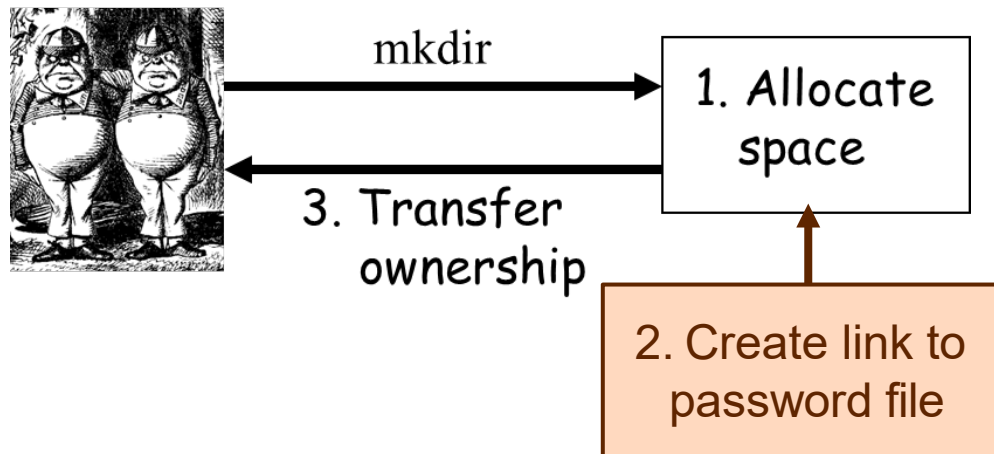 mkdir
1. Allocate
space
3. Transfer
ownership
2. Create link to
password file